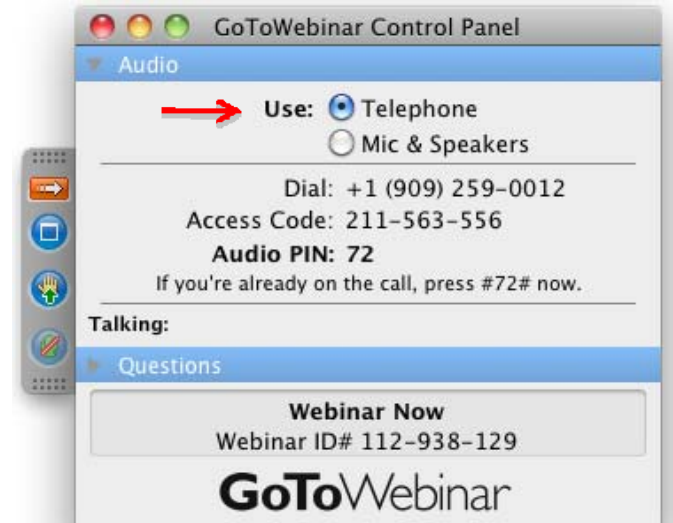 GoToWebinar Control Panel
Audio
Use: Telephone
Mic & Speakers
Dial: +1 (909) 259-0012
Access Code: 211-563-556
Audio PIN: 72
If you're already on the call, press #72# now.
Talking:
Questions
Webinar Now
Webinar ID# 112-938-129
GoToWebinar